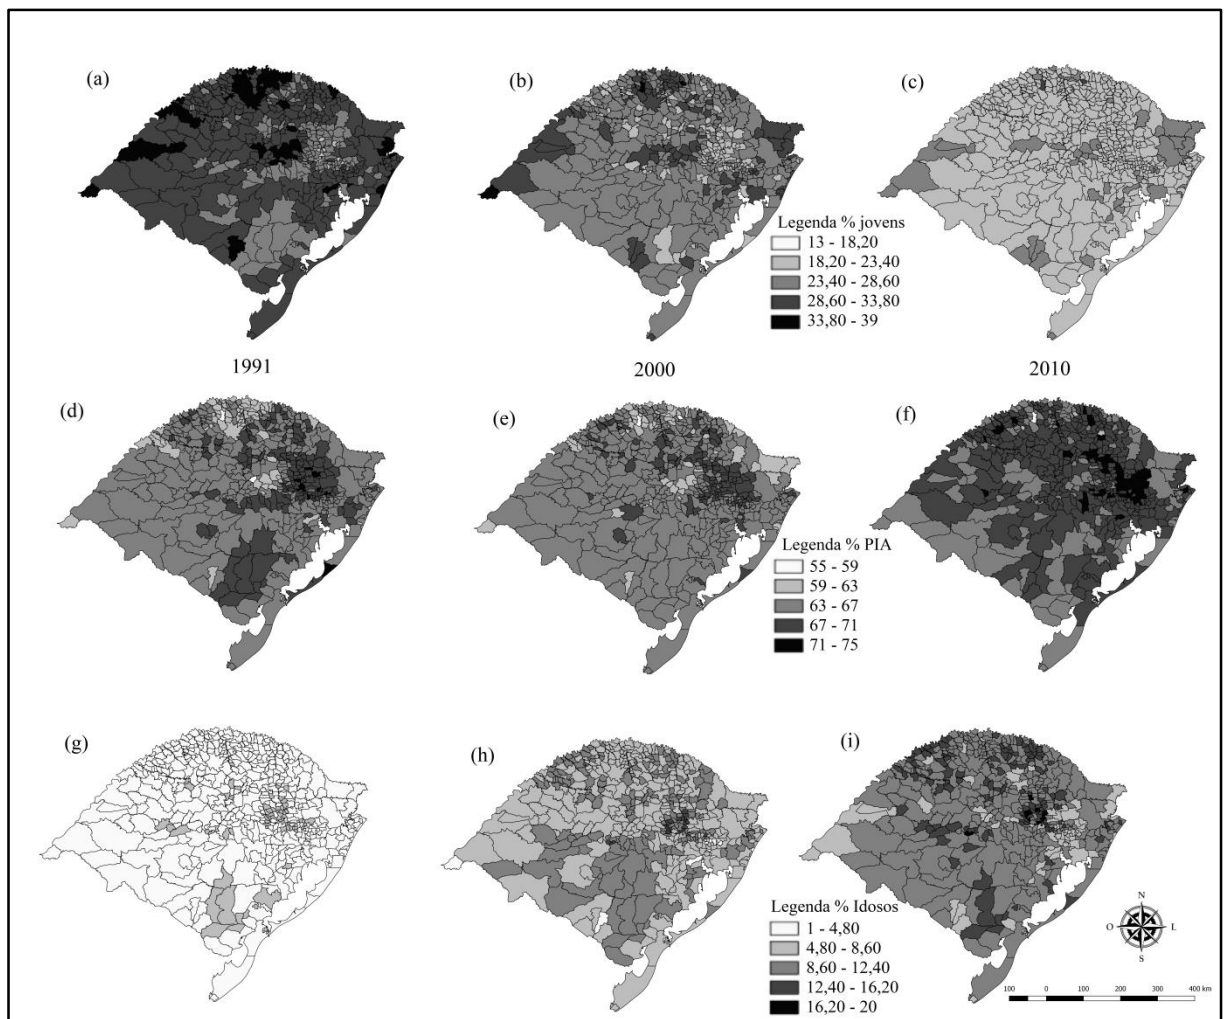 (a)
(b)
(c)
Legenda % jovens
13 - 18,20
18,20 - 23,40
23,40 - 28,60
28,60 - 33,80
33,80 - 39
1991
2000
2010
(d)
(e)
(f)
Legenda % PIA
55 - 59
59 - 63
63 - 67
67 - 71
71 - 75
(g)
(h)
(i)
Legenda % Idosos
1 - 4,80
4,80 - 8,60
8,60 - 12,40
12,40 - 16,20
16,20 - 20
N
O
L
S
100 0 100 200 300 400 km